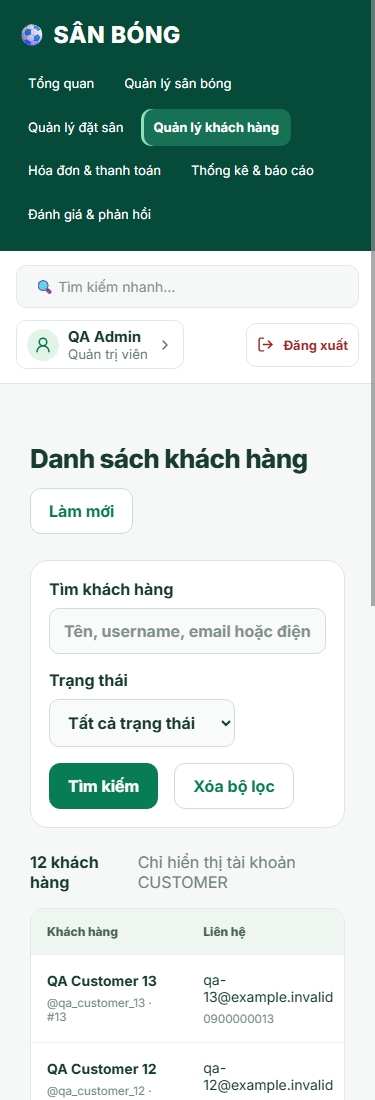 SÂN BÓNG
Tổng quan
Quản lý sân bóng
Quản lý đặt sân
Quản lý khách hàng
Hóa đơn & thanh toán
Thống kê & báo cáo
Đánh giá & phản hồi
Tìm kiếm nhanh...
QA Admin
Quản trị viên
Đăng xuất
Danh sách khách hàng
Làm mới
Tìm khách hàng
Tên, username, email hoặc điện
Trạng thái
Tất cả trạng thái
Tìm kiếm
Xóa bộ lọc
12 khách
hàng
Chỉ hiển thị tài khoản
CUSTOMER
Khách hàng
Liên hệ
QA Customer 13
@qa_customer_13 ·
#13
qa-
13@example.invalid
0900000013
QA Customer 12
@qa_customer_12 ·
qa-
12@example.invalid